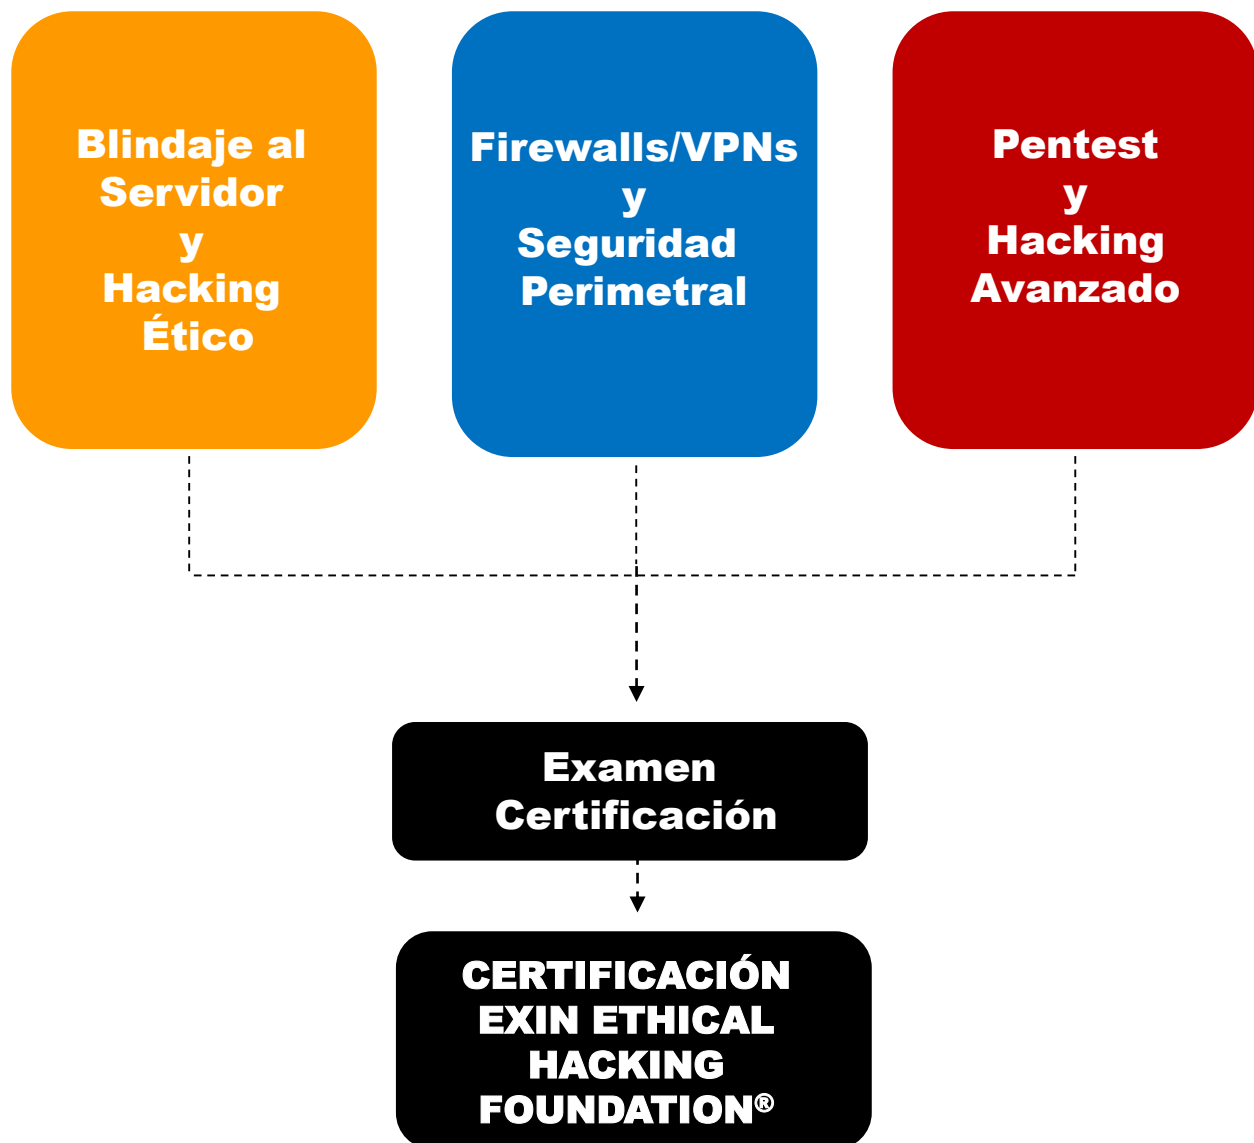 Blindaje al
Servidor
y
Hacking
Ético
Firewalls/VPNs
y
Seguridad
Perimetral
Pentest
y
Hacking
Avanzado
Examen
Certificación
CERTIFICACIÓN
EXIN ETHICAL
HACKING
FOUNDATION®